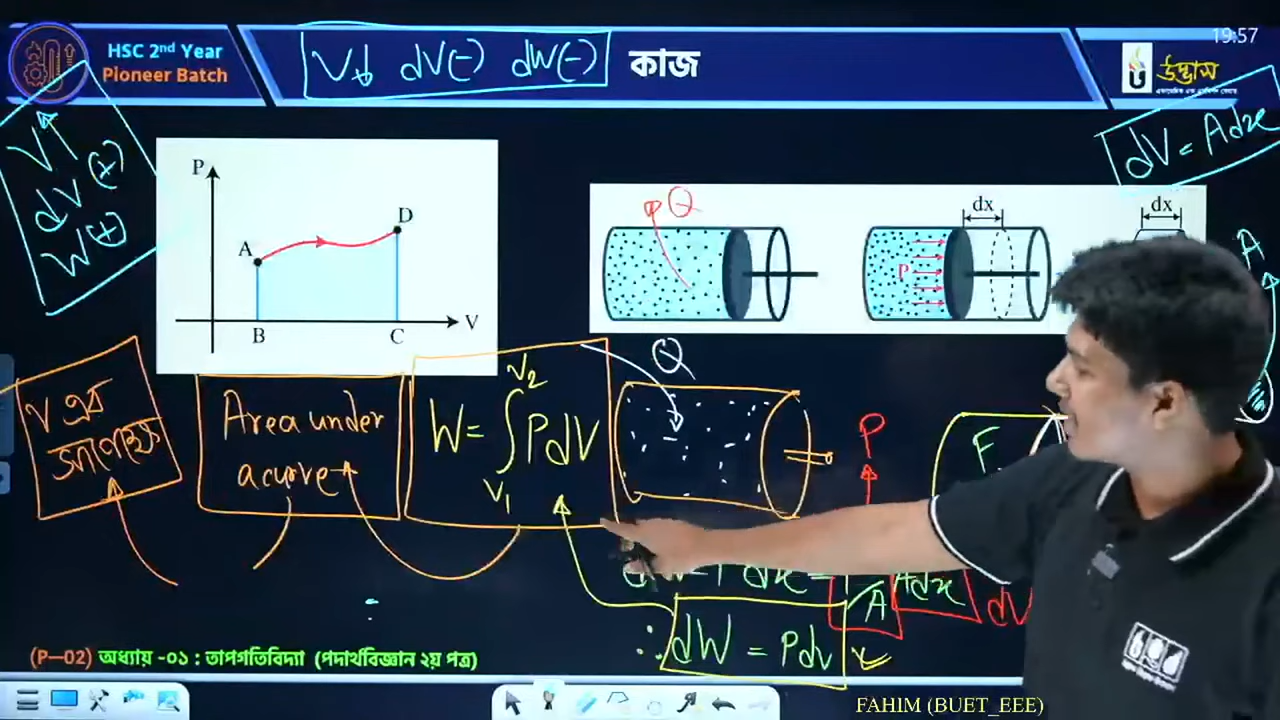 HSC 2nd Year
Pioneer Batch
V↓ dV(-) dW(-)
কাজ
19:57
উদ্ভাস
V↑
dV(+)
W(+)
dV = Adx
P
A
D
B
C
V
Q
dx
P
dx
A
V এর সাপেক্ষে
Area under
a curve
W = ∫ PdV
V2
V1
Q
P
F
A
Adx
dV
∴ dW = Pdv
(P-02) অধ্যায় -০১ : তাপগতিবিদ্যা (পদার্থবিজ্ঞান ২য় পত্র)
FAHIM (BUET_EEE)